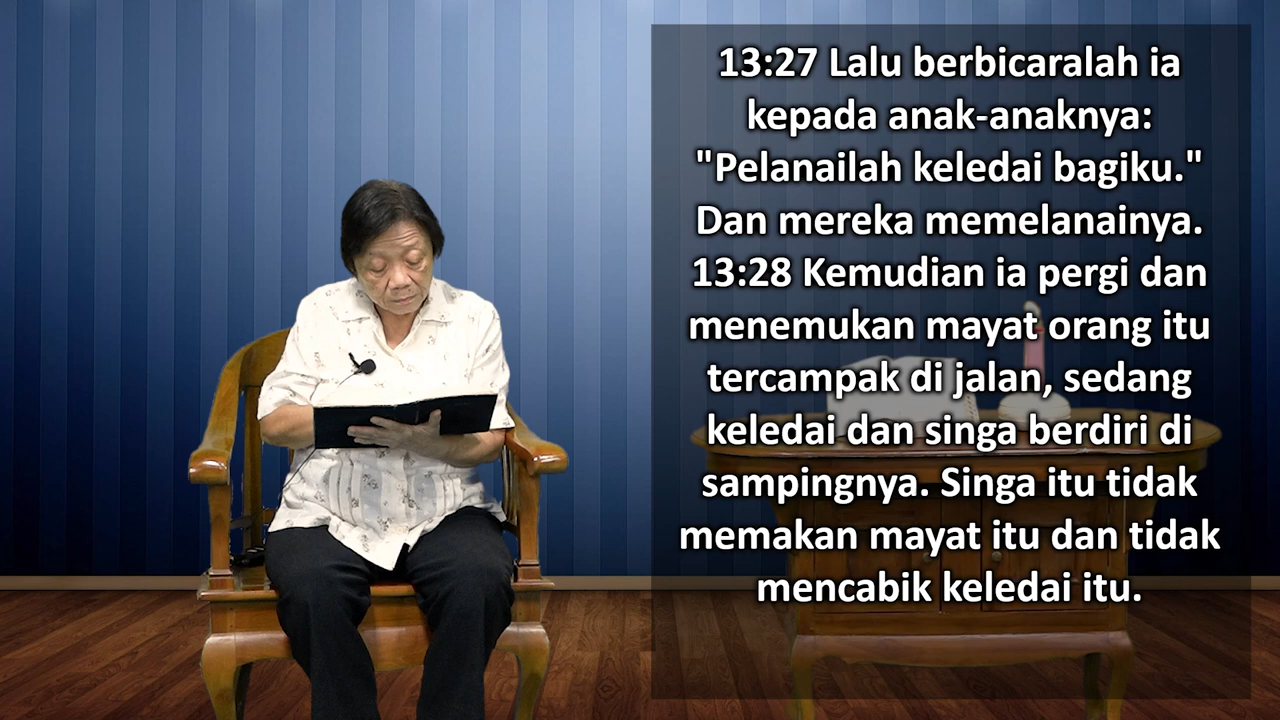 13:27 Lalu berbicaralah ia
kepada anak-anaknya:
"Pelanailah keledai bagiku."
Dan mereka memelanainya.
13:28 Kemudian ia pergi dan
menemukan mayat orang itu
tercampak di jalan, sedang
keledai dan singa berdiri di
sampingnya. Singa itu tidak
memakan mayat itu dan tidak
mencabik keledai itu.